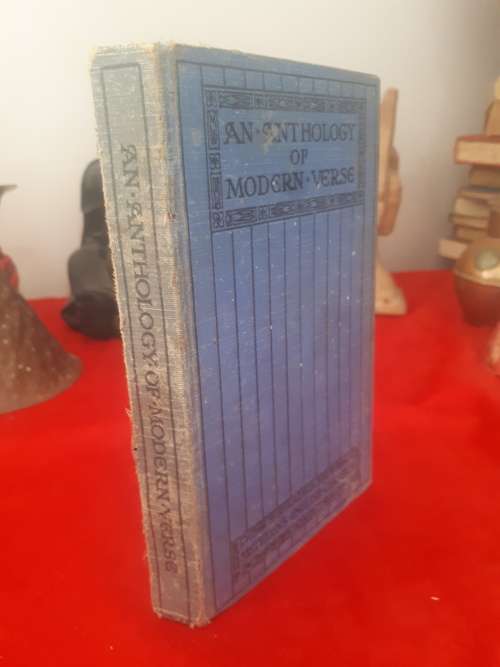 AN·ANTHOLOGY
OF
MODERN·VERSE
AN·ANTHOLOGY OF MODERN VERSE